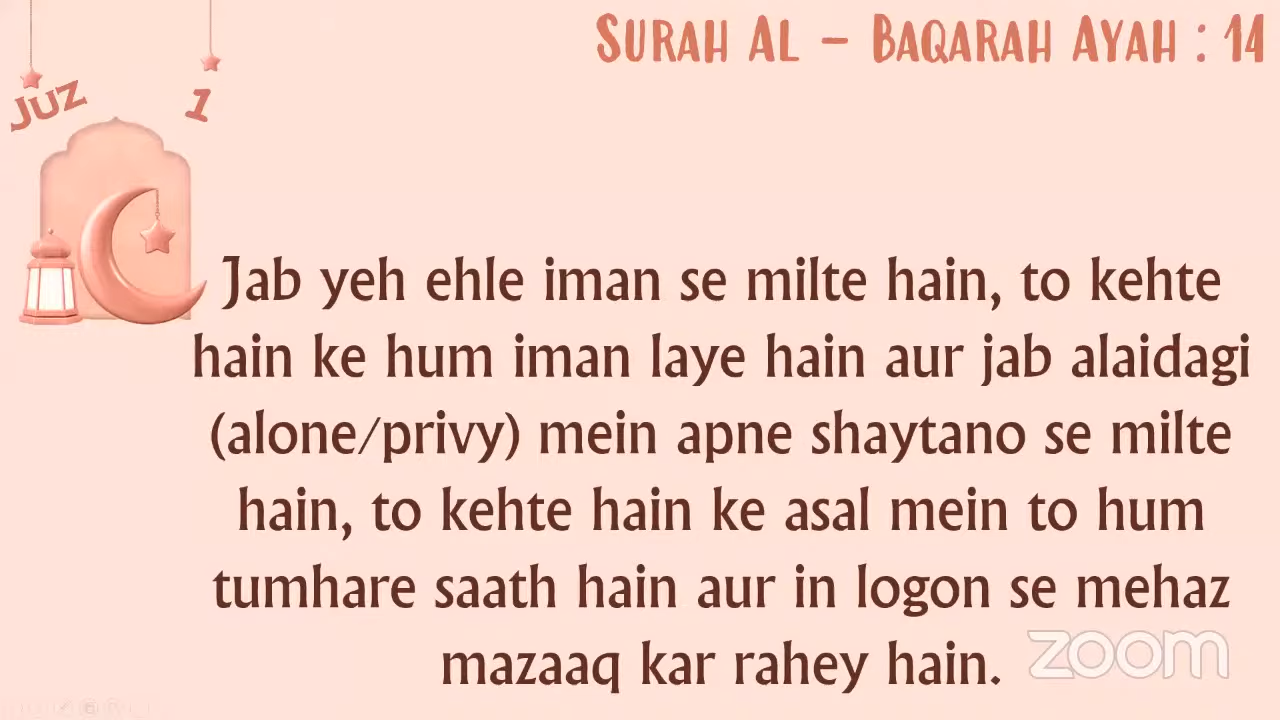 SURAH AL - BAQARAH AYAH : 14
JUZ 1
Jab yeh ehle iman se milte hain, to kehte
hain ke hum iman laye hain aur jab alaidagi
(alone/privy) mein apne shaytano se milte
hain, to kehte hain ke asal mein to hum
tumhare saath hain aur in logon se mehaz
mazaaq kar rahey hain.
zoom